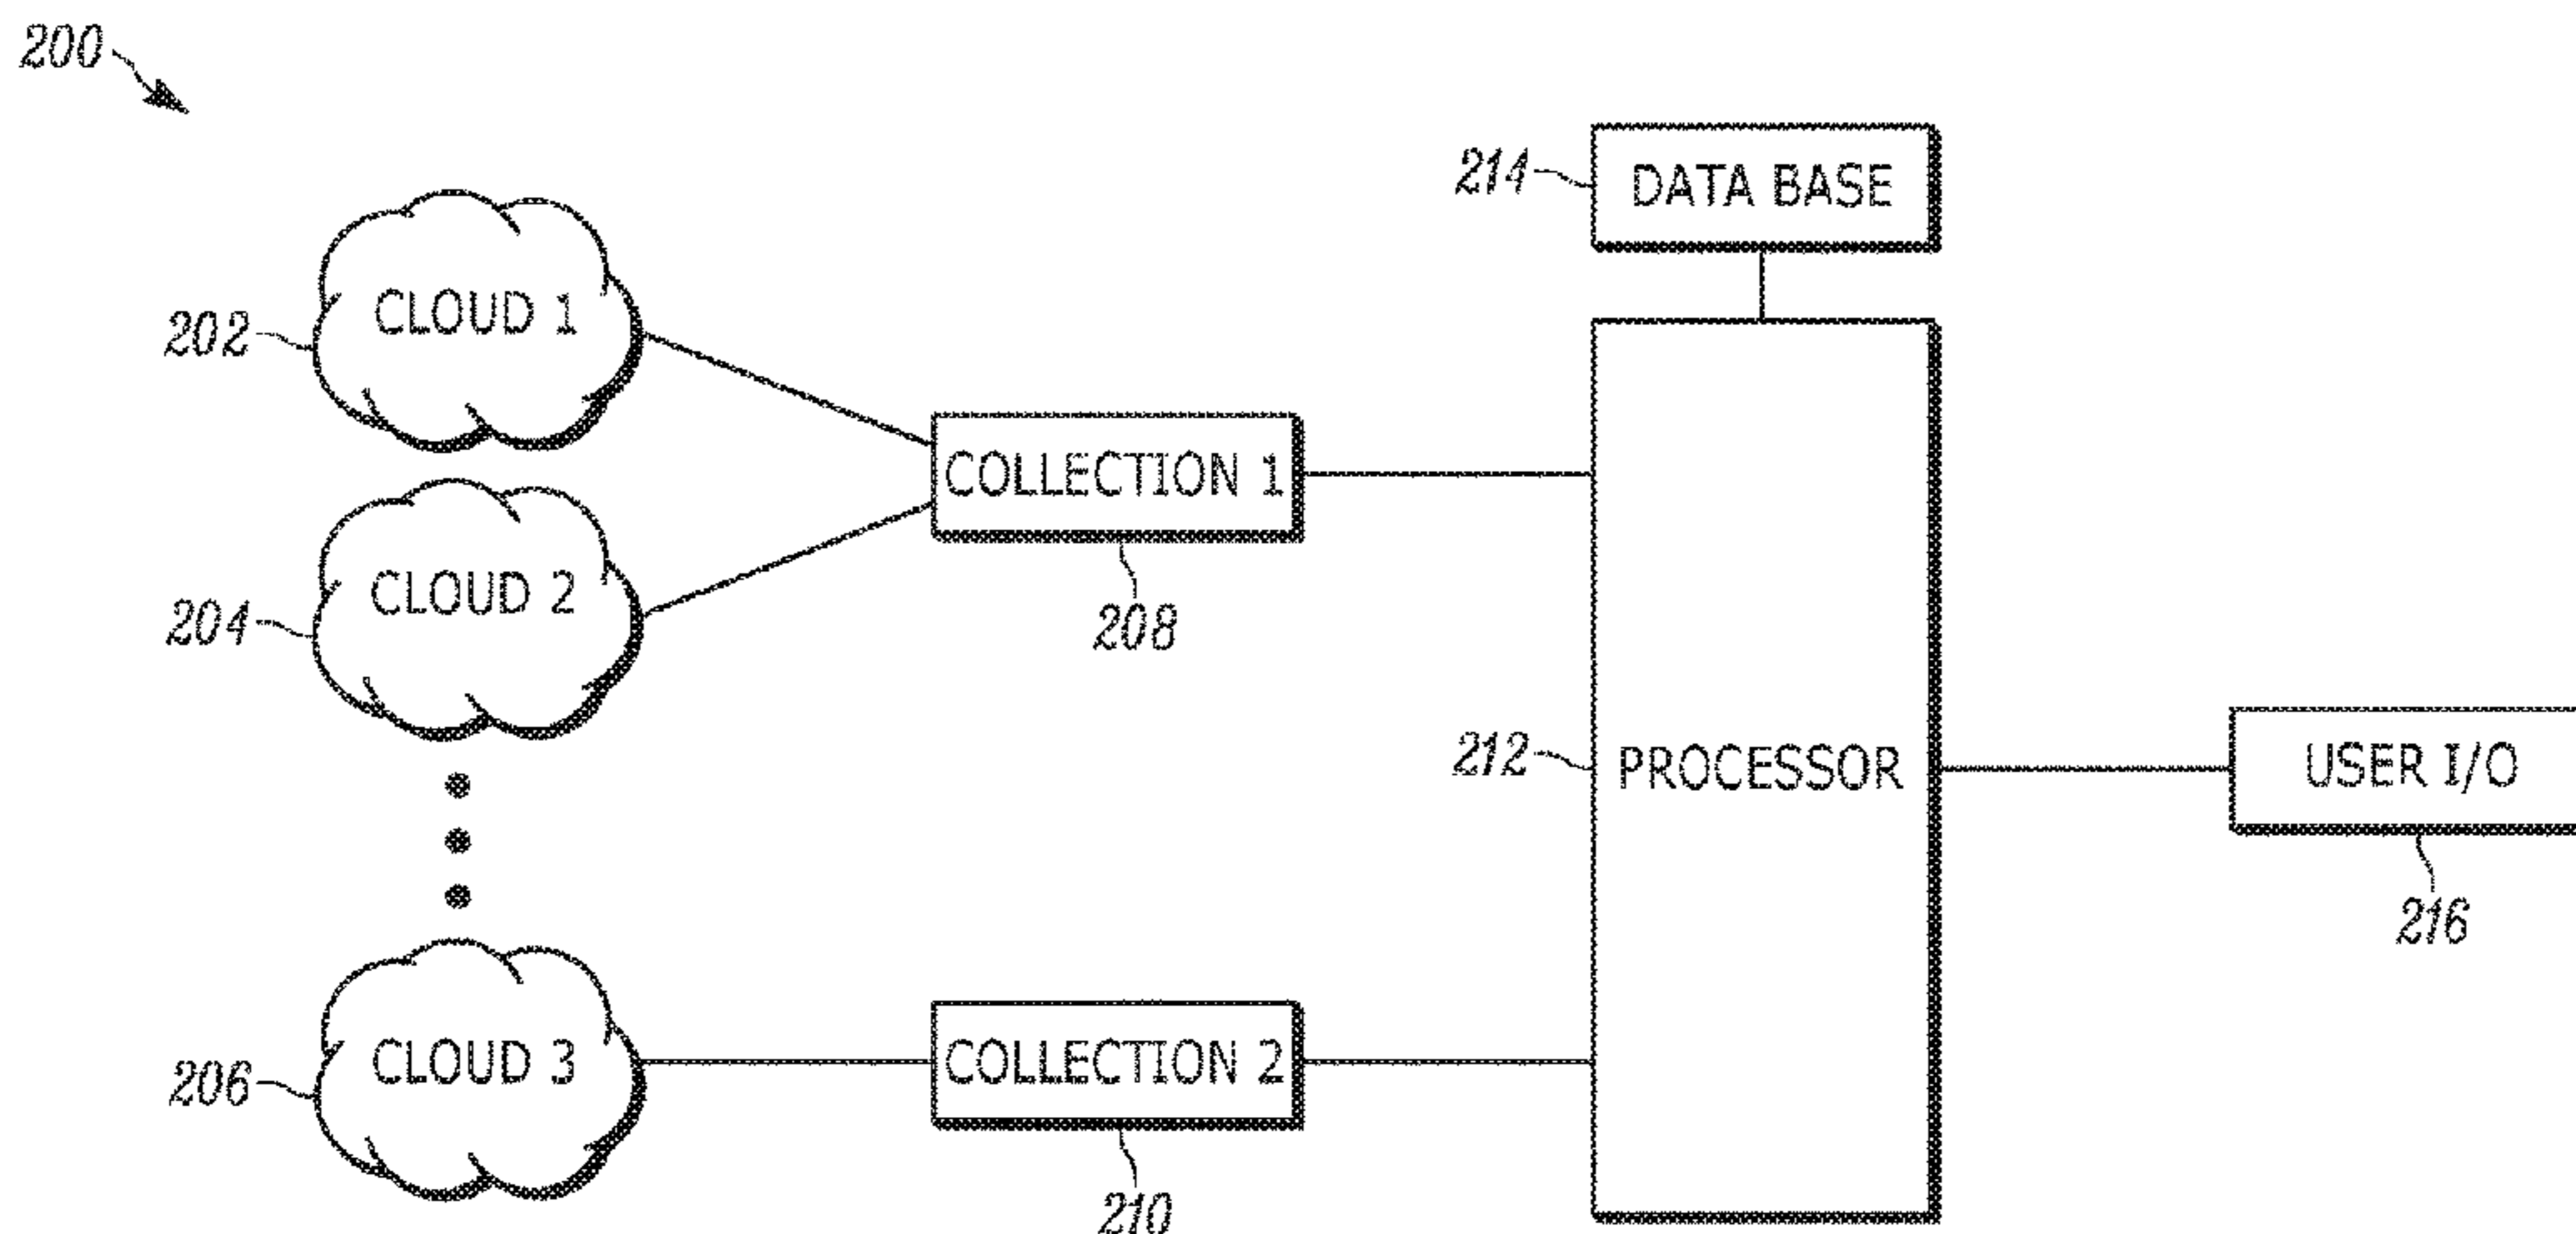 200
214
DATA BASE
CLOUD 1
202
COLLECTION 1
208
CLOUD 2
204
212
PROCESSOR
USER I/O
216
CLOUD 3
206
COLLECTION 2
210